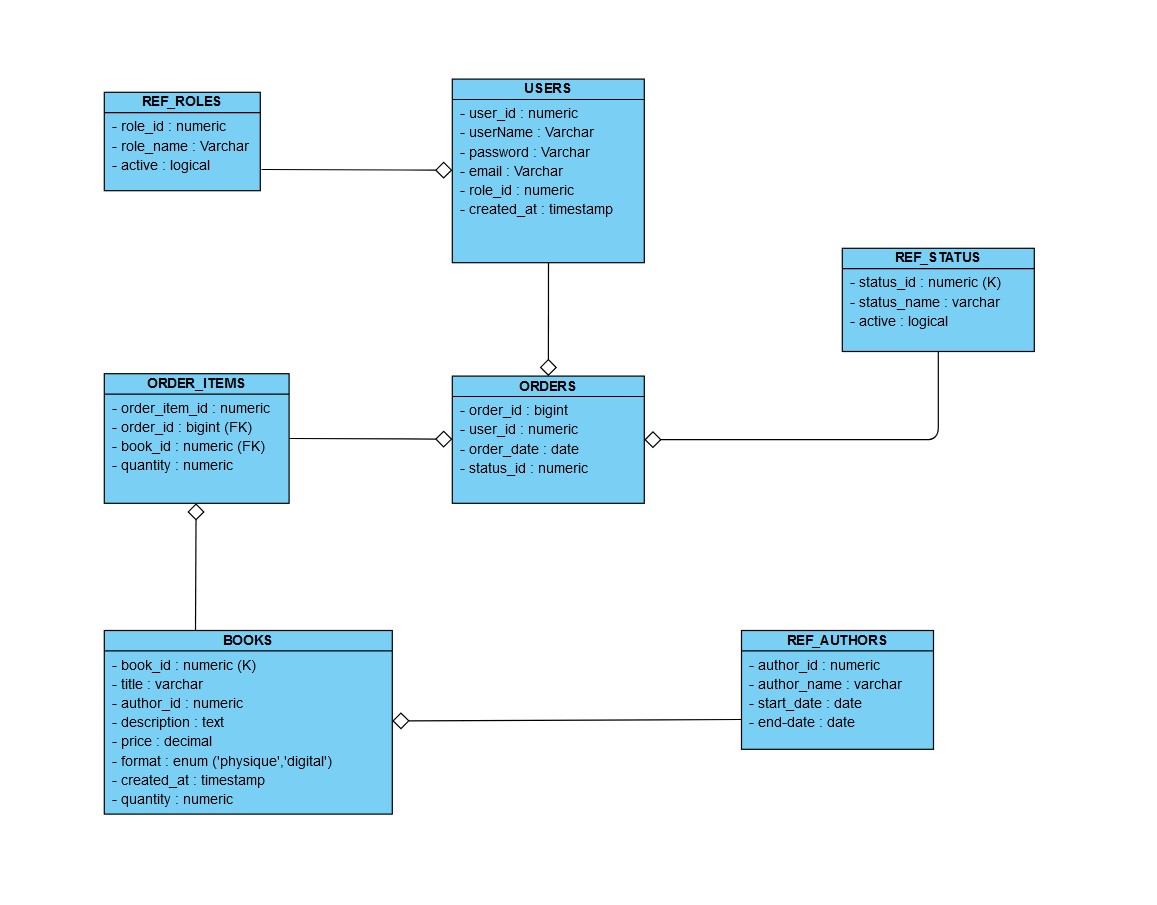 REF_ROLES
- role_id : numeric
- role_name : Varchar
- active : logical
USERS
- user_id : numeric
- userName : Varchar
- password : Varchar
- email : Varchar
- role_id : numeric
- created_at : timestamp
REF_STATUS
- status_id : numeric (K)
- status_name : varchar
- active : logical
ORDER_ITEMS
- order_item_id : numeric
- order_id : bigint (FK)
- book_id : numeric (FK)
- quantity : numeric
ORDERS
- order_id : bigint
- user_id : numeric
- order_date : date
- status_id : numeric
BOOKS
- book_id : numeric (K)
- title : varchar
- author_id : numeric
- description : text
- price : decimal
- format : enum ('physique','digital')
- created_at : timestamp
- quantity : numeric
REF_AUTHORS
- author_id : numeric
- author_name : varchar
- start_date : date
- end-date : date